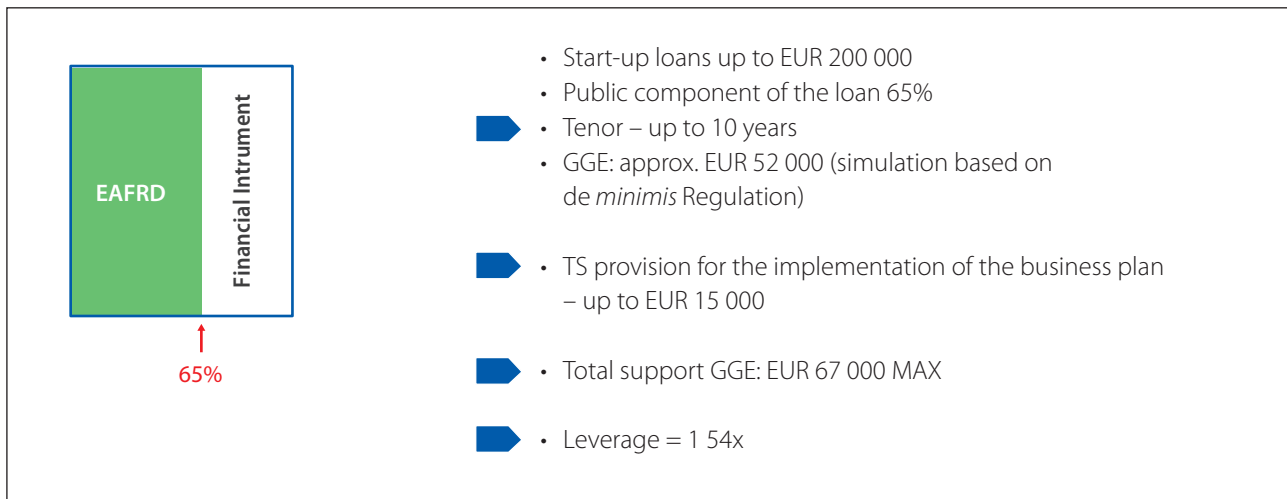 EAFRD
Financial Intrument
65%
• Start-up loans up to EUR 200 000
• Public component of the loan 65%
• Tenor – up to 10 years
• GGE: approx. EUR 52 000 (simulation based on
de minimis Regulation)
• TS provision for the implementation of the business plan
– up to EUR 15 000
• Total support GGE: EUR 67 000 MAX
• Leverage = 1 54x